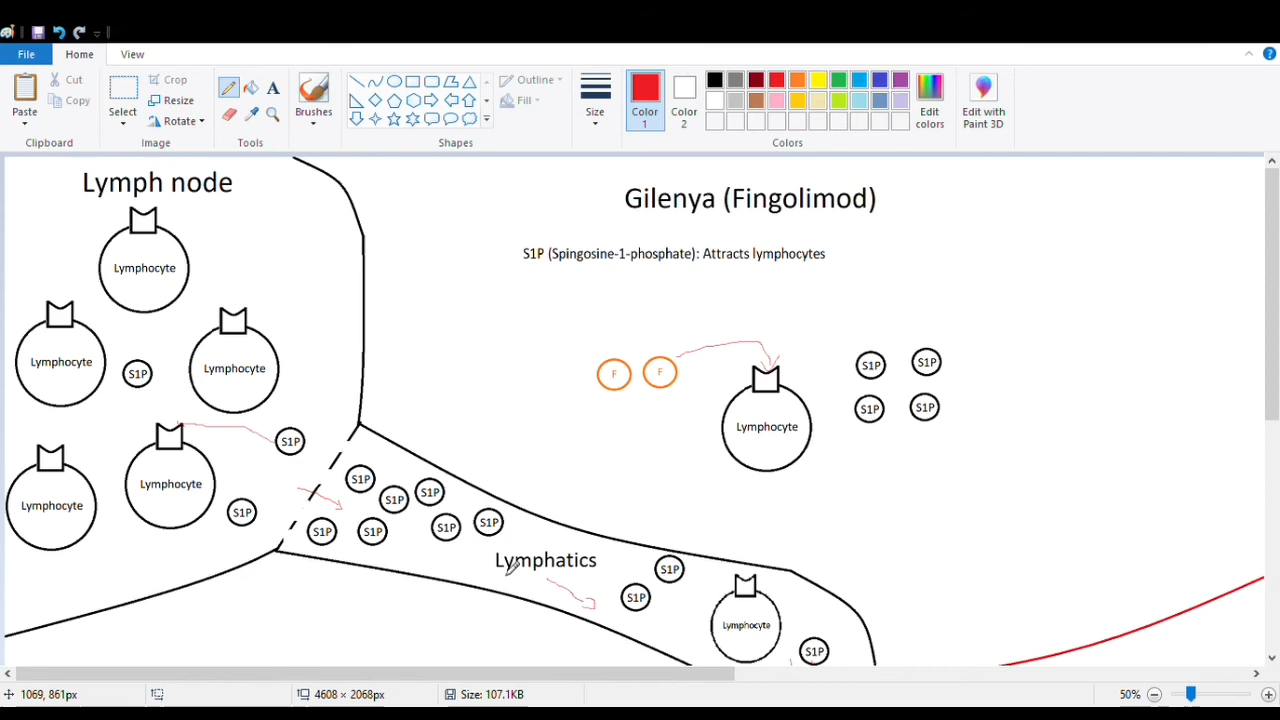 File
Home
View
Paste
Cut
Copy
Clipboard
Select
Crop
Resize
Rotate
Image
A
Tools
Brushes
Outline
Fill
Shapes
Size
Color
1
Color
2
Edit
colors
Colors
Edit with
Paint 3D
Lymph node
Lymphocyte
Lymphocyte
S1P
Lymphocyte
Lymphocyte
Lymphocyte
S1P
S1P
Gilenya (Fingolimod)
S1P (Spingosine-1-phosphate): Attracts lymphocytes
F
F
Lymphocyte
S1P
S1P
S1P
S1P
S1P
S1P
S1P
S1P
S1P
S1P
S1P
Lymphatics
S1P
S1P
Lymphocyte
S1P
1069, 861px
4608 × 2068px
Size: 107.1KB
50%